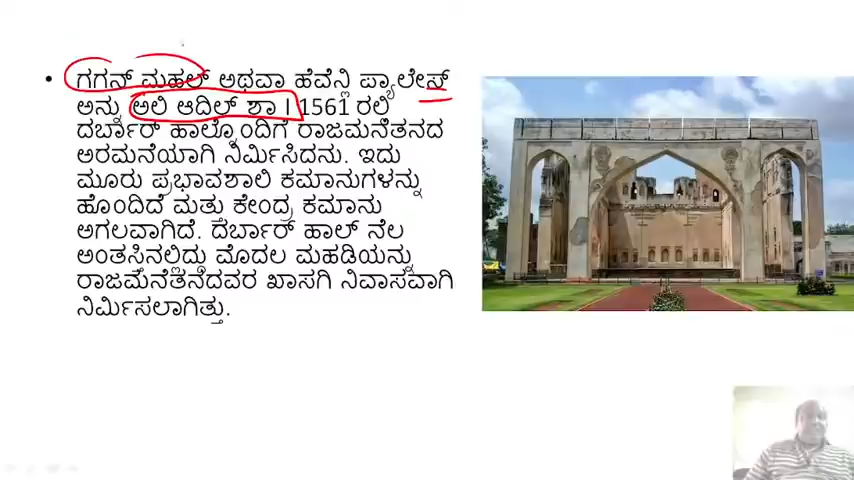 • ಗಗನ್ ಮಹಲ್ ಅಥವಾ ಹೆವೆನ್ಲಿ ಪ್ಯಾಲೇಸ್
ಅನ್ನು ಅಲಿ ಆದಿಲ್ ಶಾ I 1561 ರಲ್ಲಿ
ದರ್ಬಾರ್ ಹಾಲ್ನೊಂದಿಗೆ ರಾಜಮನೆತನದ
ಅರಮನೆಯಾಗಿ ನಿರ್ಮಿಸಿದನು. ಇದು
ಮೂರು ಪ್ರಭಾವಶಾಲಿ ಕಮಾನುಗಳನ್ನು
ಹೊಂದಿದೆ ಮತ್ತು ಕೇಂದ್ರ ಕಮಾನು
ಅಗಲವಾಗಿದೆ. ದರ್ಬಾರ್ ಹಾಲ್ ನೆಲ
ಅಂತಸ್ತಿನಲ್ಲಿದ್ದು ಮೊದಲ ಮಹಡಿಯನ್ನು
ರಾಜಮನೆತನದವರ ಖಾಸಗಿ ನಿವಾಸವಾಗಿ
ನಿರ್ಮಿಸಲಾಗಿತ್ತು.